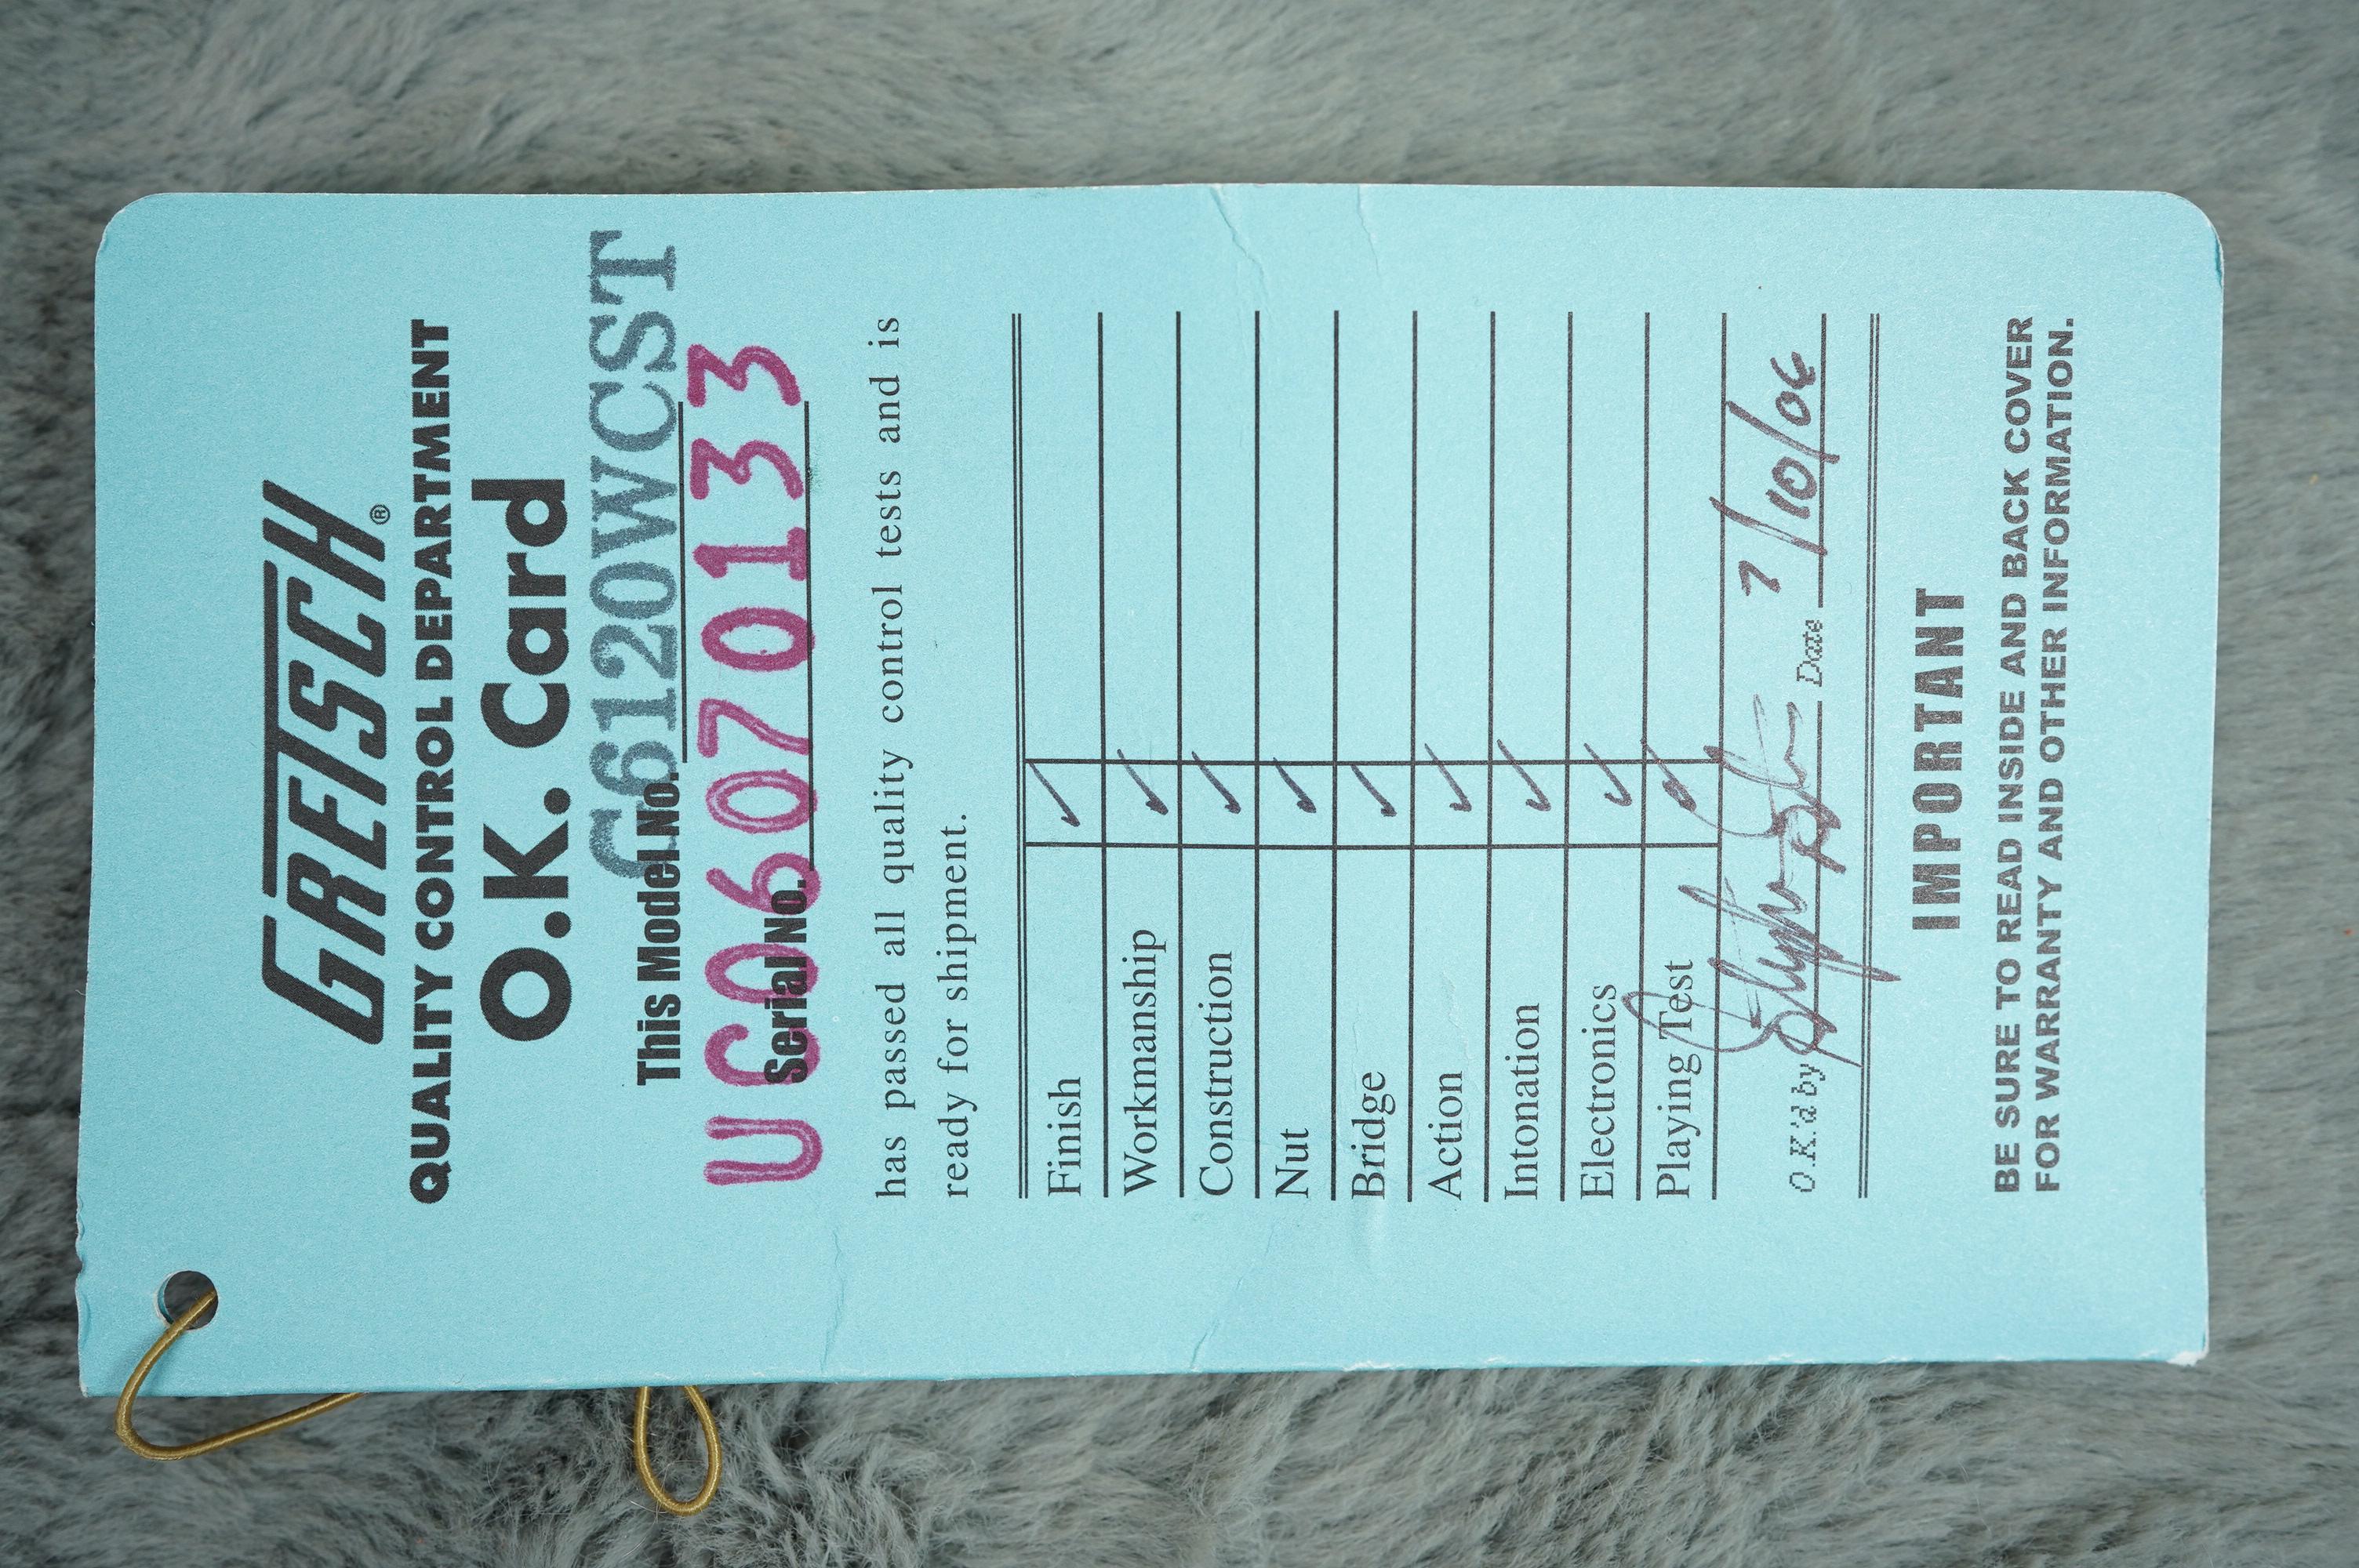 GRETSCH®
QUALITY CONTROL DEPARTMENT
O.K. Card
This Model No. G6120WCST
Serial No. UC06070133
has passed all quality control tests and is
ready for shipment.
Finish ✓
Workmanship ✓
Construction ✓
Nut ✓
Bridge ✓
Action ✓
Intonation ✓
Electronics ✓
Playing Test ✓
O.K.'d by Date 7/10/06
IMPORTANT
BE SURE TO READ INSIDE AND BACK COVER
FOR WARRANTY AND OTHER INFORMATION.